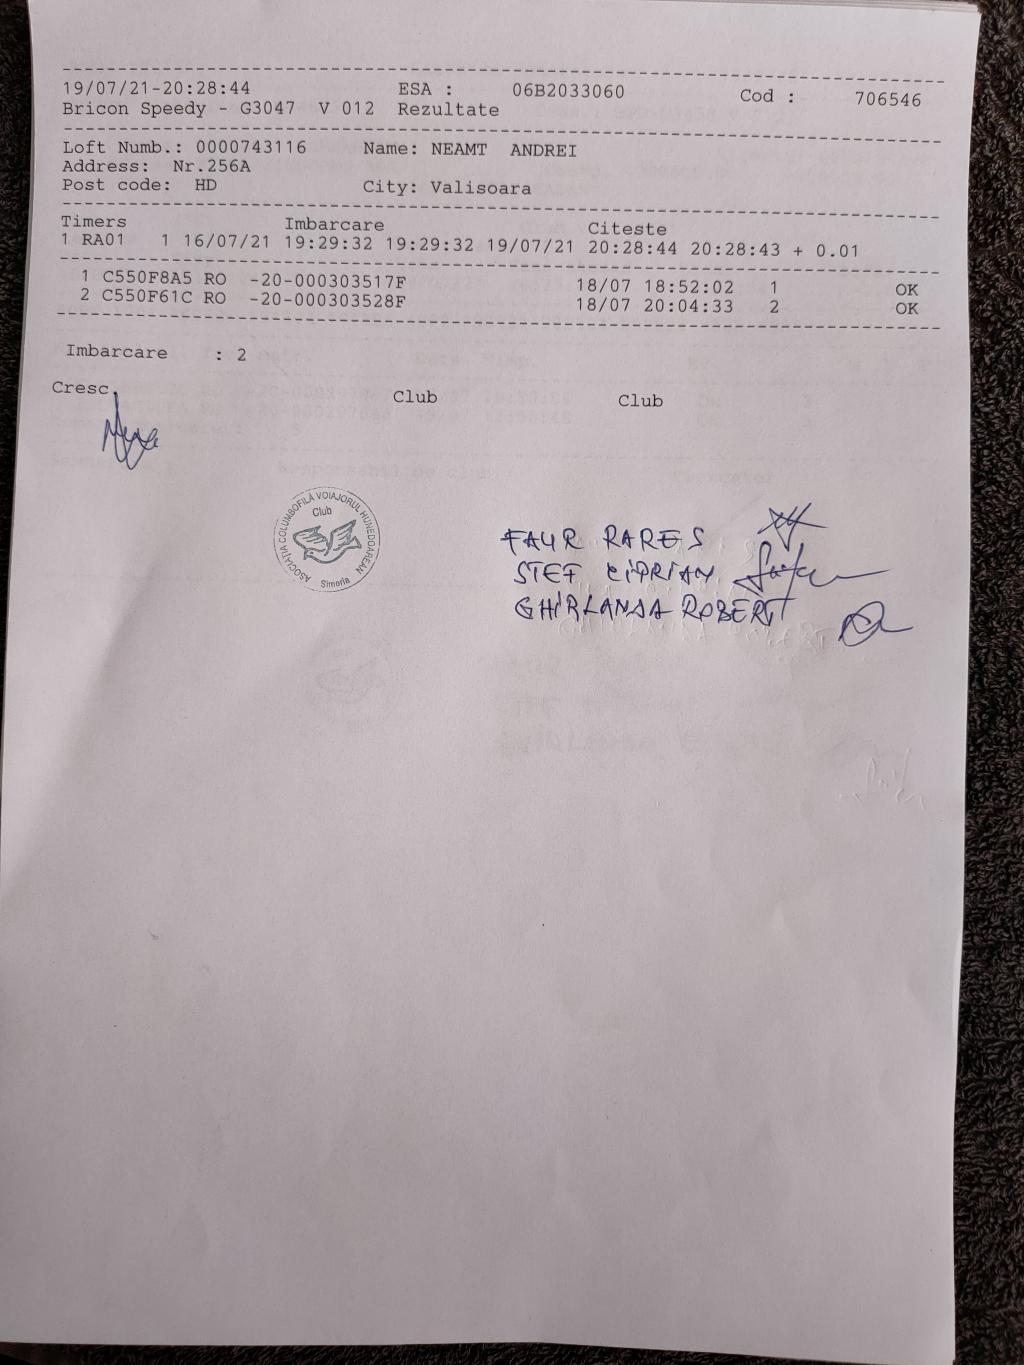 19/07/21-20:28:44 ESA : 06B2033060 Cod : 706546
Bricon Speedy - G3047 V 012 Rezultate
Loft Numb.: 0000743116 Name: NEAMT ANDREI
Address: Nr.256A
Post code: HD City: Valisoara
Timers Imbarcare Citeste
1 RA01 1 16/07/21 19:29:32 19:29:32 19/07/21 20:28:44 20:28:43 + 0.01
1 C550F8A5 RO -20-000303517F 18/07 18:52:02 1 OK
2 C550F61C RO -20-000303528F 18/07 20:04:33 2 OK
Imbarcare : 2
Cresc. Club Club
ASOCIAȚIA COLUMBOFILĂ VOIAJORUL HUNEDOAREAN
Club
Simeria
FAUR RARES
STEF CIPRIAN
GHIRLANDA ROBERT